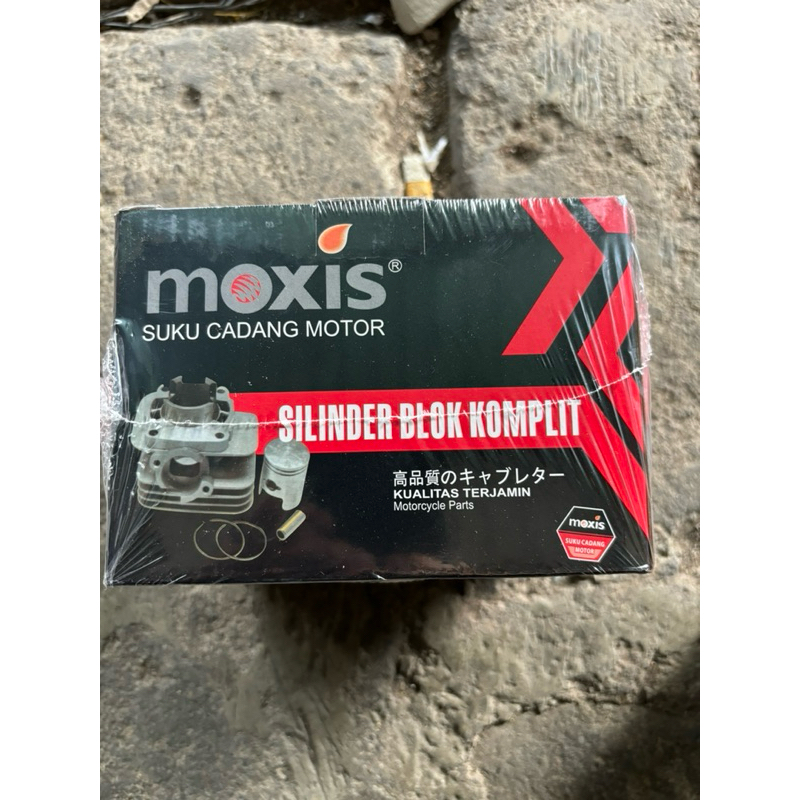 moxis®
SUKU CADANG MOTOR
SILINDER BLOK KOMPLIT
高品質のキャブレター
KUALITAS TERJAMIN
Motorcycle Parts
moxis
SUKU CADANG
MOTOR